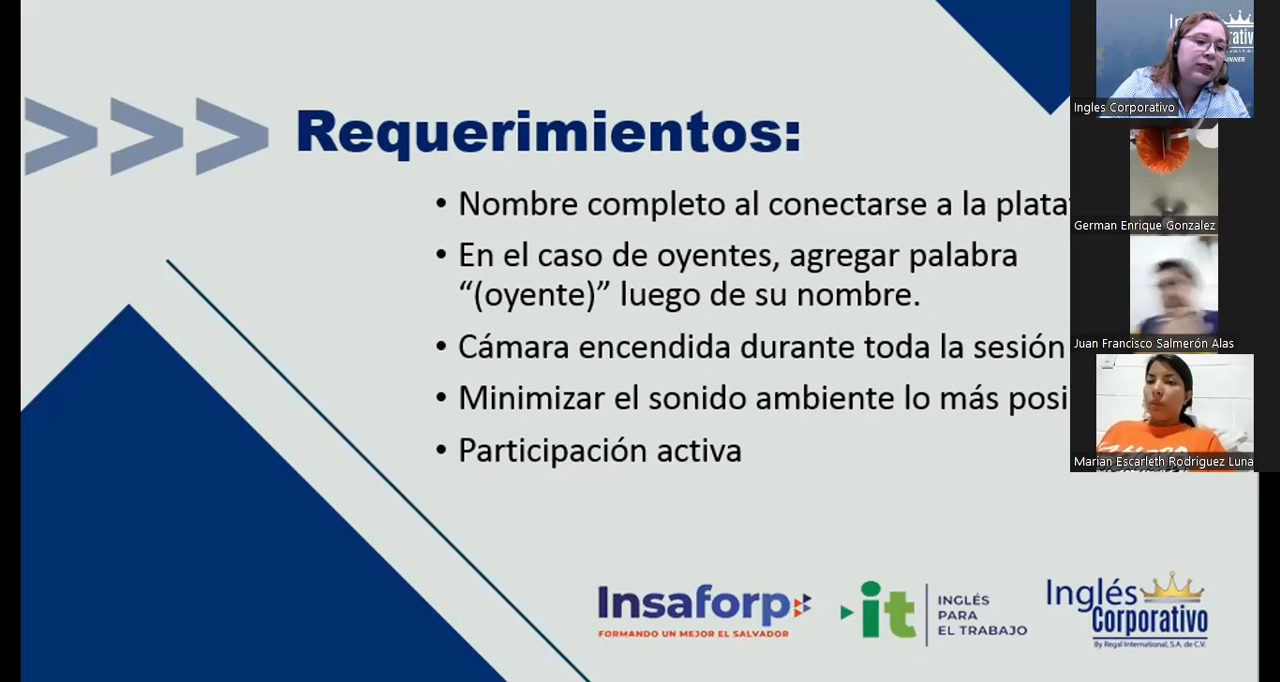 >>> Requerimientos:
• Nombre completo al conectarse a la plata
• En el caso de oyentes, agregar palabra
“(oyente)” luego de su nombre.
• Cámara encendida durante toda la sesión
• Minimizar el sonido ambiente lo más posi
• Participación activa
Insaforp
FORMANDO UN MEJOR EL SALVADOR
it
INGLÉS
PARA
EL TRABAJO
Inglés
Corporativo
By Regal International, S.A. de C.V.
Ingles Corporativo
German Enrique Gonzalez
Juan Francisco Salmerón Alas
Marian Escarleth Rodriguez Luna